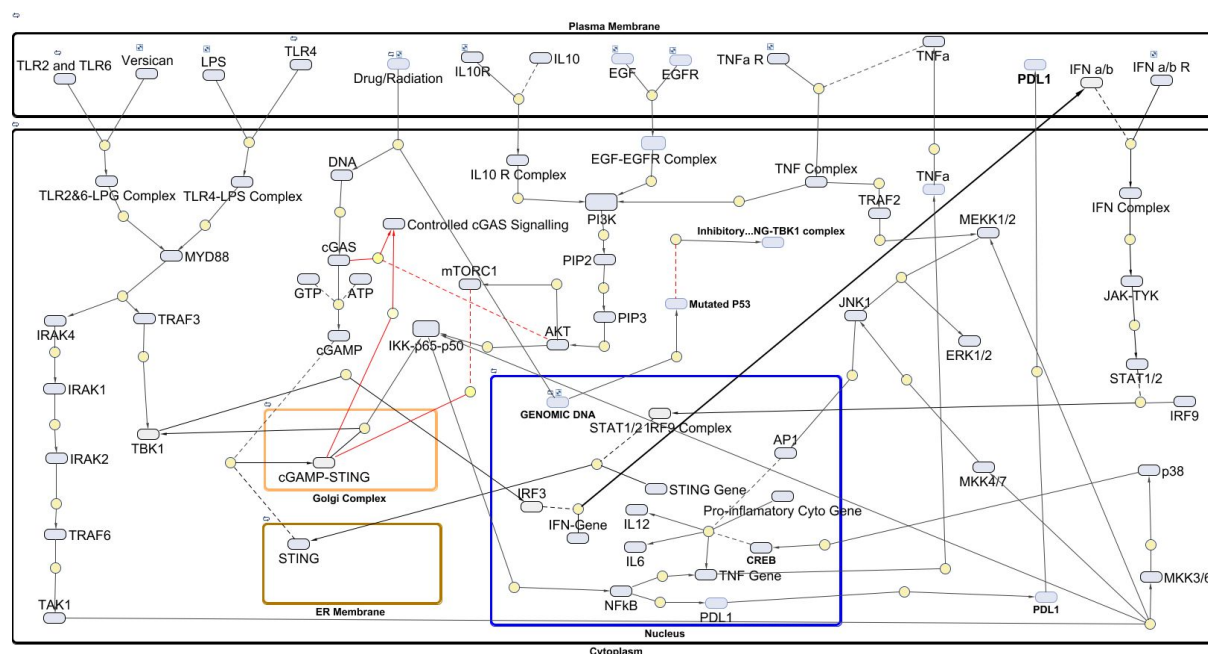 Plasma Membrane
TLR2 and TLR6
Versican
LPS
TLR4
Drug/Radiation
IL10R
IL10
EGF
EGFR
TNFa R
TNFa
PDL1
IFN a/b
IFN a/b R
DNA
EGF-EGFR Complex
IL10 R Complex
TNF Complex
TNFa
TLR2&6-LPG Complex
TLR4-LPS Complex
TRAF2
IFN Complex
PI3K
MEKK1/2
Controlled cGAS Signalling
Inhibitory...NG-TBK1 complex
MYD88
cGAS
PIP2
mTORC1
GTP
ATP
JAK-TYK
Mutated P53
JNK1
IRAK4
TRAF3
PIP3
cGAMP
IKK-p65-p50
AKT
ERK1/2
STAT1/2
IRAK1
GENOMIC DNA
IRF9
STAT1/2 IRF9 Complex
TBK1
AP1
IRAK2
cGAMP-STING
Golgi Complex
p38
MKK4/7
STING Gene
IRF3
Pro-inflamatory Cyto Gene
IFN-Gene
IL12
TRAF6
STING
IL6
CREB
TNF Gene
MKK3/6
NFkB
TAK1
ER Membrane
PDL1
PDL1
Nucleus
Cytoplasm